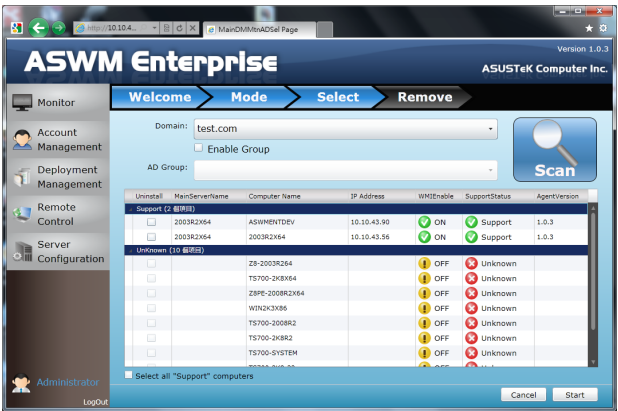 http://10.10.4...
MainDMMtnADSel Page
Version 1.0.3
ASWM Enterprise
ASUSTeK Computer Inc.
Monitor
Account Management
Deployment Management
Remote Control
Server Configuration
Administrator
LogOut
Welcome Mode Select Remove
Domain: test.com
Enable Group
AD Group:
Scan
Uninstall MainServerName Computer Name IP Address WMIEnable SupportStatus AgentVersion
Support (2 個項目)
2003R2X64 ASWMENTDEV 10.10.43.90 ON Support 1.0.3
2003R2X64 2003R2X64 10.10.43.56 ON Support 1.0.3
UnKnown (10 個項目)
Z8-2003R264 OFF Unknown
TS700-2K8X64 OFF Unknown
Z8PE-2008R2X64 OFF Unknown
WIN2K3X86 OFF Unknown
TS700-2008R2 OFF Unknown
TS700-2K8R2 OFF Unknown
TS700-SYSTEM OFF Unknown
Select all "Support" computers
Cancel Start